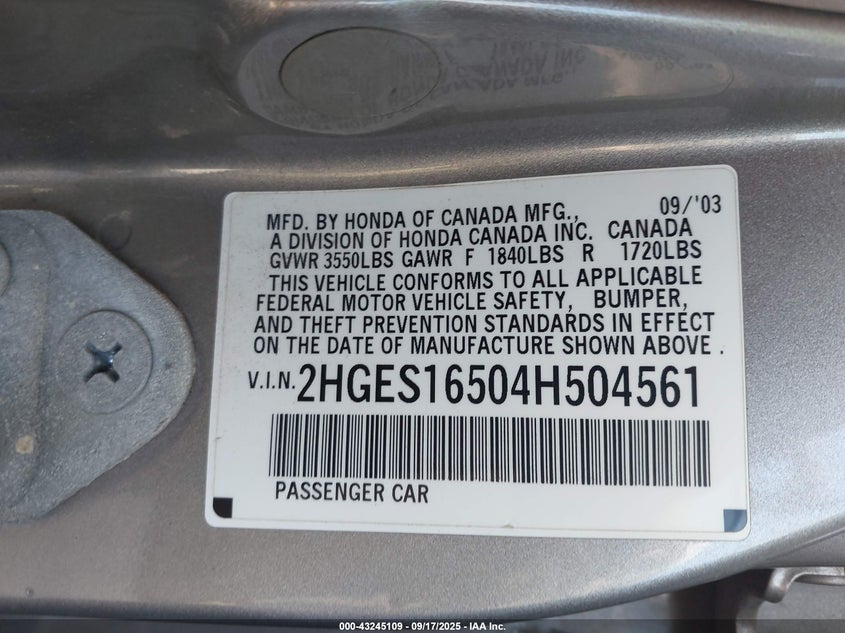 09/'03
MFD. BY HONDA OF CANADA MFG.,
A DIVISION OF HONDA CANADA INC. CANADA
GVWR 3550LBS GAWR F 1840LBS R 1720LBS
THIS VEHICLE CONFORMS TO ALL APPLICABLE
FEDERAL MOTOR VEHICLE SAFETY, BUMPER,
AND THEFT PREVENTION STANDARDS IN EFFECT
ON THE DATE OF MANUFACTURE SHOWN ABOVE.
V.I.N. 2HGES16504H504561
PASSENGER CAR
000-43245109 - 09/17/2025 - IAA Inc.